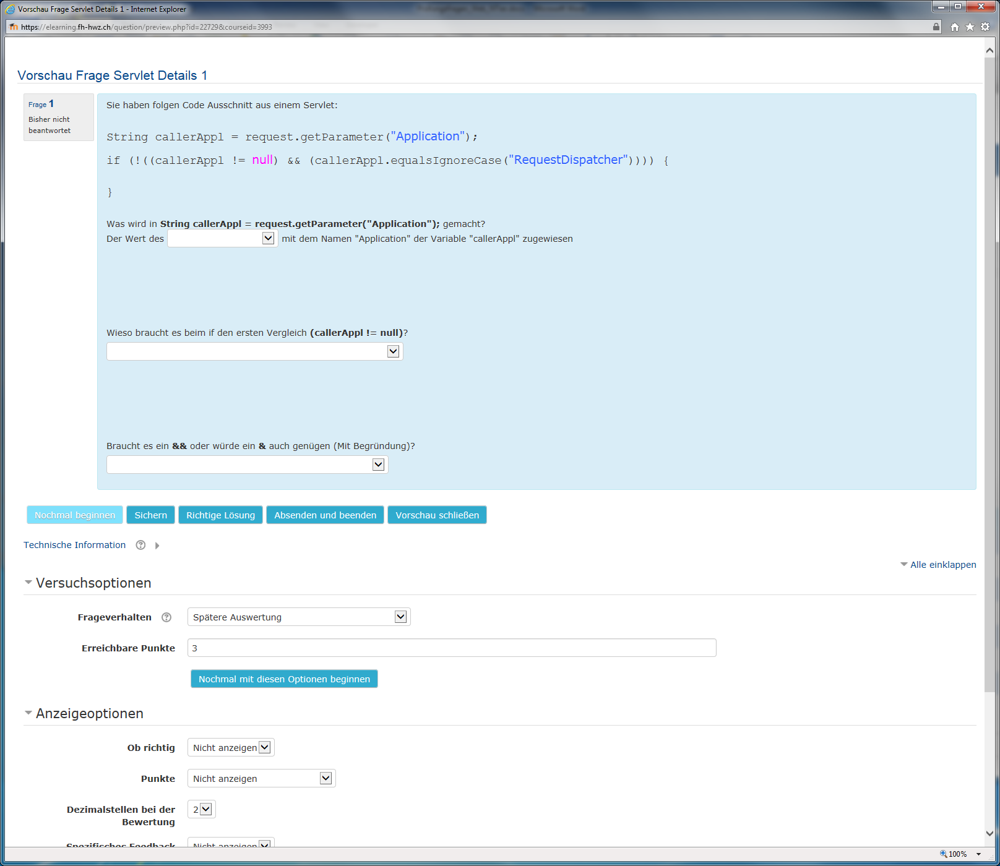 Vorschau Frage Servlet Details 1 - Internet Explorer
https://elearning.fh-hwz.ch/question/preview.php?id=22729&courseid=3993
Vorschau Frage Servlet Details 1
Frage 1
Bisher nicht
beantwortet
Sie haben folgen Code Ausschnitt aus einem Servlet:
String callerAppl = request.getParameter("Application");
if (!((callerAppl != null) && (callerAppl.equalsIgnoreCase("RequestDispatcher")))) {
}
Was wird in String callerAppl = request.getParameter("Application"); gemacht?
Der Wert des mit dem Namen "Application" der Variable "callerAppl" zugewiesen
Wieso braucht es beim if den ersten Vergleich (callerAppl != null)?
Braucht es ein && oder würde ein & auch genügen (Mit Begründung)?
Nochmal beginnen Sichern Richtige Lösung Absenden und beenden Vorschau schließen
Technische Information
Alle einklappen
Versuchsoptionen
Frageverhalten Spätere Auswertung
Erreichbare Punkte 3
Nochmal mit diesen Optionen beginnen
Anzeigeoptionen
Ob richtig Nicht anzeigen
Punkte Nicht anzeigen
Dezimalstellen bei der 2
Bewertung
Spezifisches Feedback Nicht anzeigen
100%